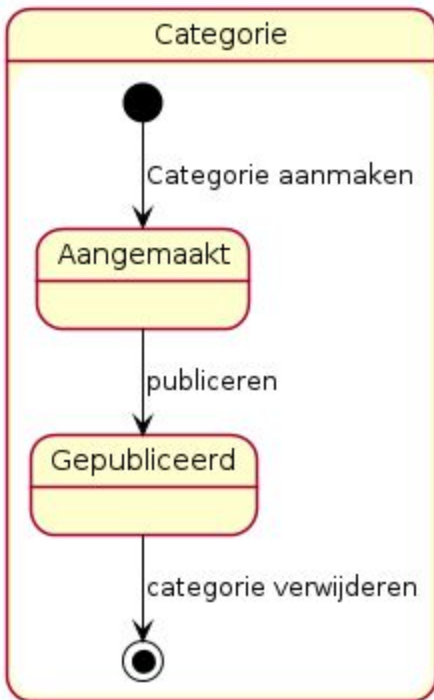 Categorie
Categorie aanmaken
Aangemaakt
publiceren
Gepubliceerd
categorie verwijderen